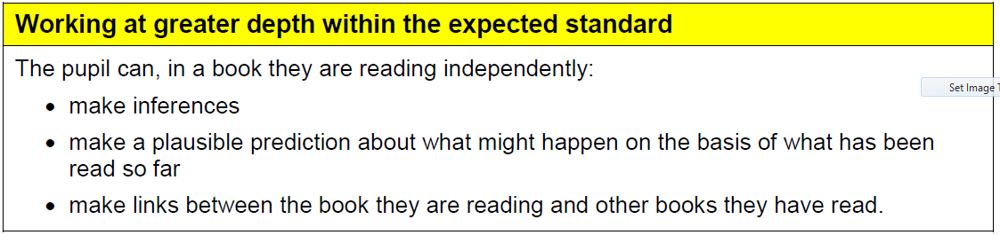 Working at greater depth within the expected standard
The pupil can, in a book they are reading independently:
• make inferences
• make a plausible prediction about what might happen on the basis of what has been
read so far
• make links between the book they are reading and other books they have read.
Set Image